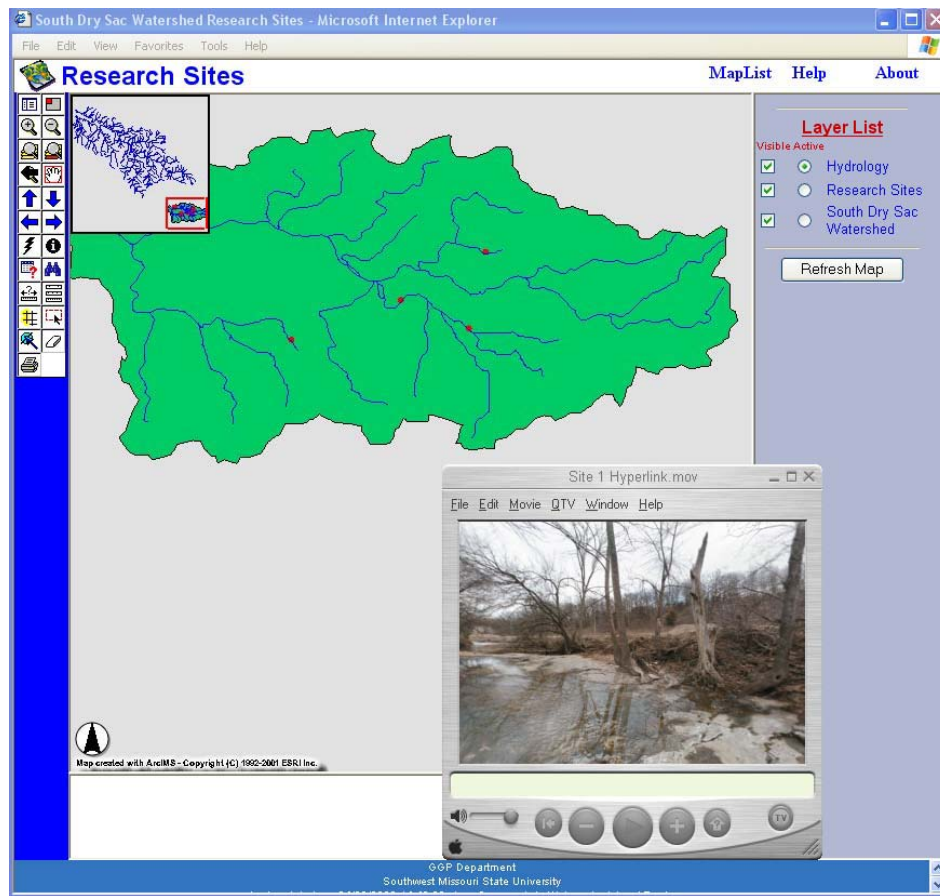 South Dry Sac Watershed Research Sites - Microsoft Internet Explorer
File Edit View Favorites Tools Help
Research Sites
MapList Help About
Layer List
Visible Active
Hydrology
Research Sites
South Dry Sac
Watershed
Refresh Map
Site 1 Hyperlink.mov
File Edit Movie QTV Window Help
TV
Map created with ArcIMS - Copyright (C) 1992-2001 ESRI Inc.
GGP Department
Southwest Missouri State University